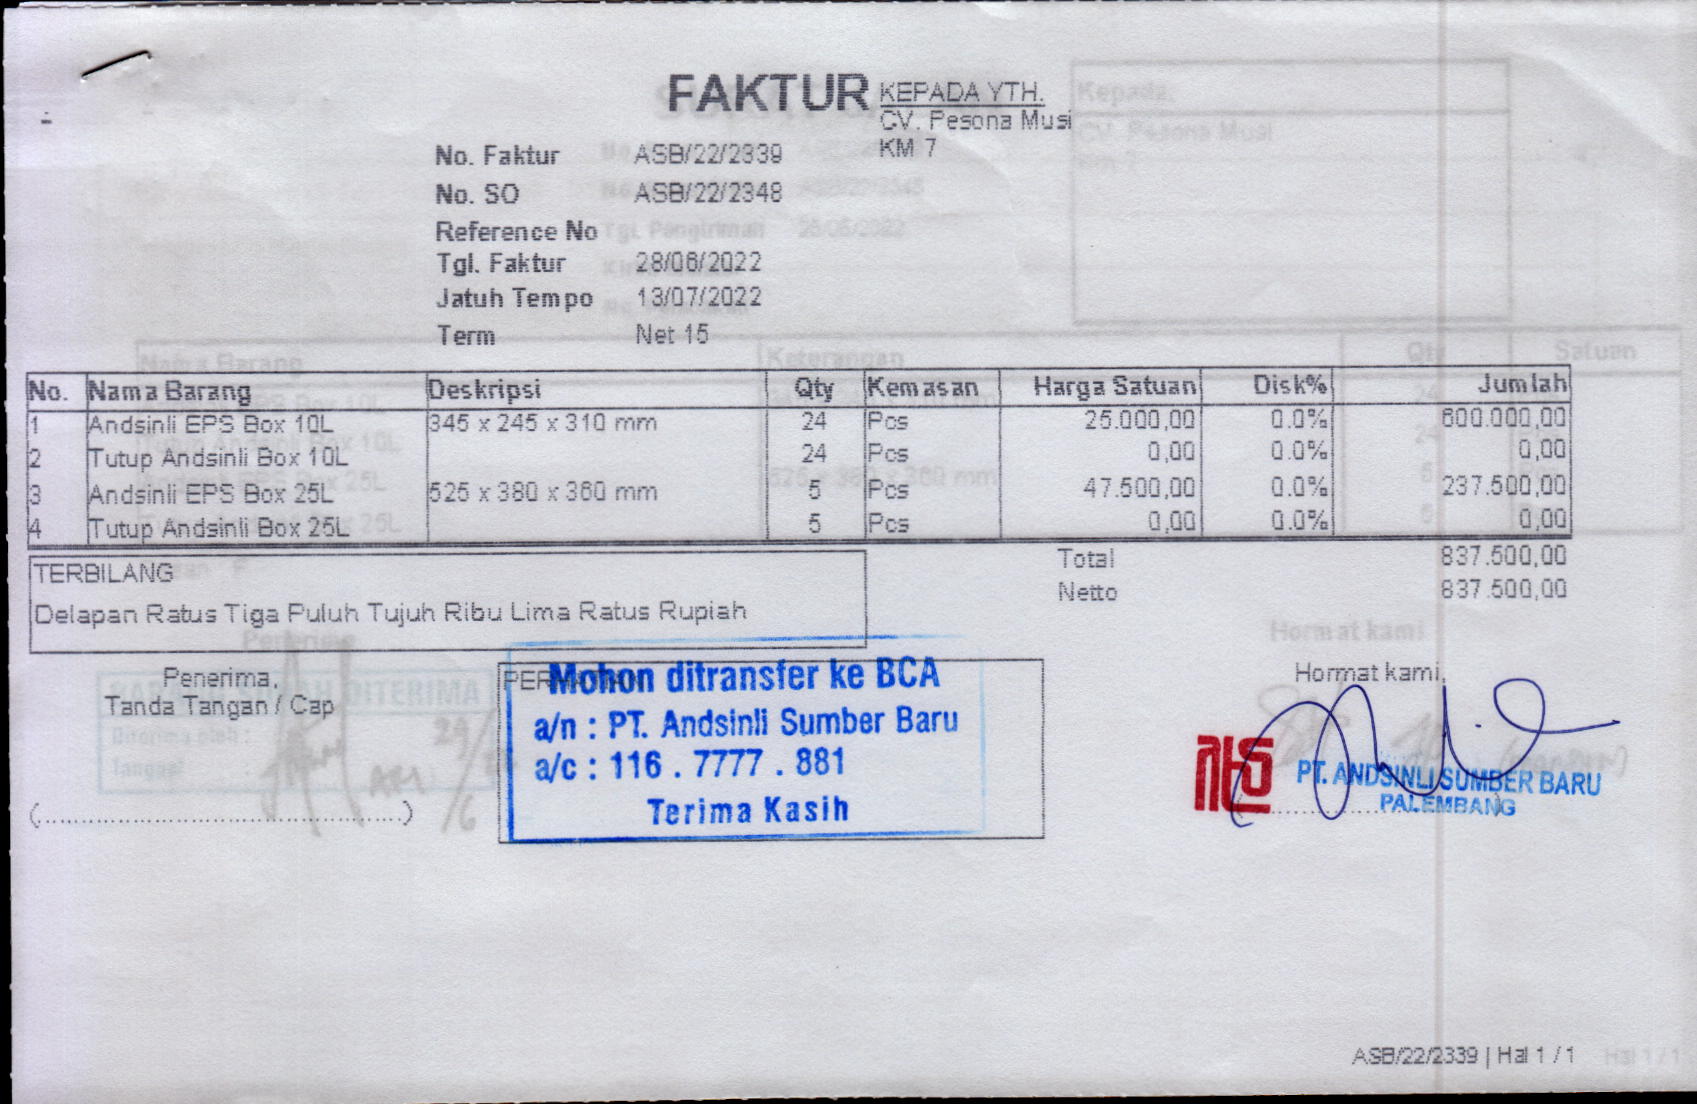 FAKTUR
KEPADA YTH.
CV. Pesona Musi
KM 7
No. Faktur ASB/22/2339
No. SO ASB/22/2348
Reference No
Tgl. Faktur 28/06/2022
Jatuh Tempo 13/07/2022
Term Net 15
No. Nama Barang Deskripsi Qty Kemasan Harga Satuan Disk% Jumlah
1 Andsinli EPS Box 10L 345 x 245 x 310 mm 24 Pcs 25.000,00 0.0% 600.000,00
2 Tutup Andsinli Box 10L 24 Pcs 0,00 0.0% 0,00
3 Andsinli EPS Box 25L 525 x 380 x 360 mm 5 Pcs 47.500,00 0.0% 237.500,00
4 Tutup Andsinli Box 25L 5 Pcs 0,00 0.0% 0,00
Total 837.500,00
Netto 837.500,00
TERBILANG
Delapan Ratus Tiga Puluh Tujuh Ribu Lima Ratus Rupiah
Penerima,
Tanda Tangan / Cap
(..................................................)
Mohon ditransfer ke BCA
a/n : PT. Andsinli Sumber Baru
a/c : 116 . 7777 . 881
Terima Kasih
Hormat kami,
PT. ANDSINLI SUMBER BARU
PALEMBANG
ASB/22/2339 | Hal 1 / 1